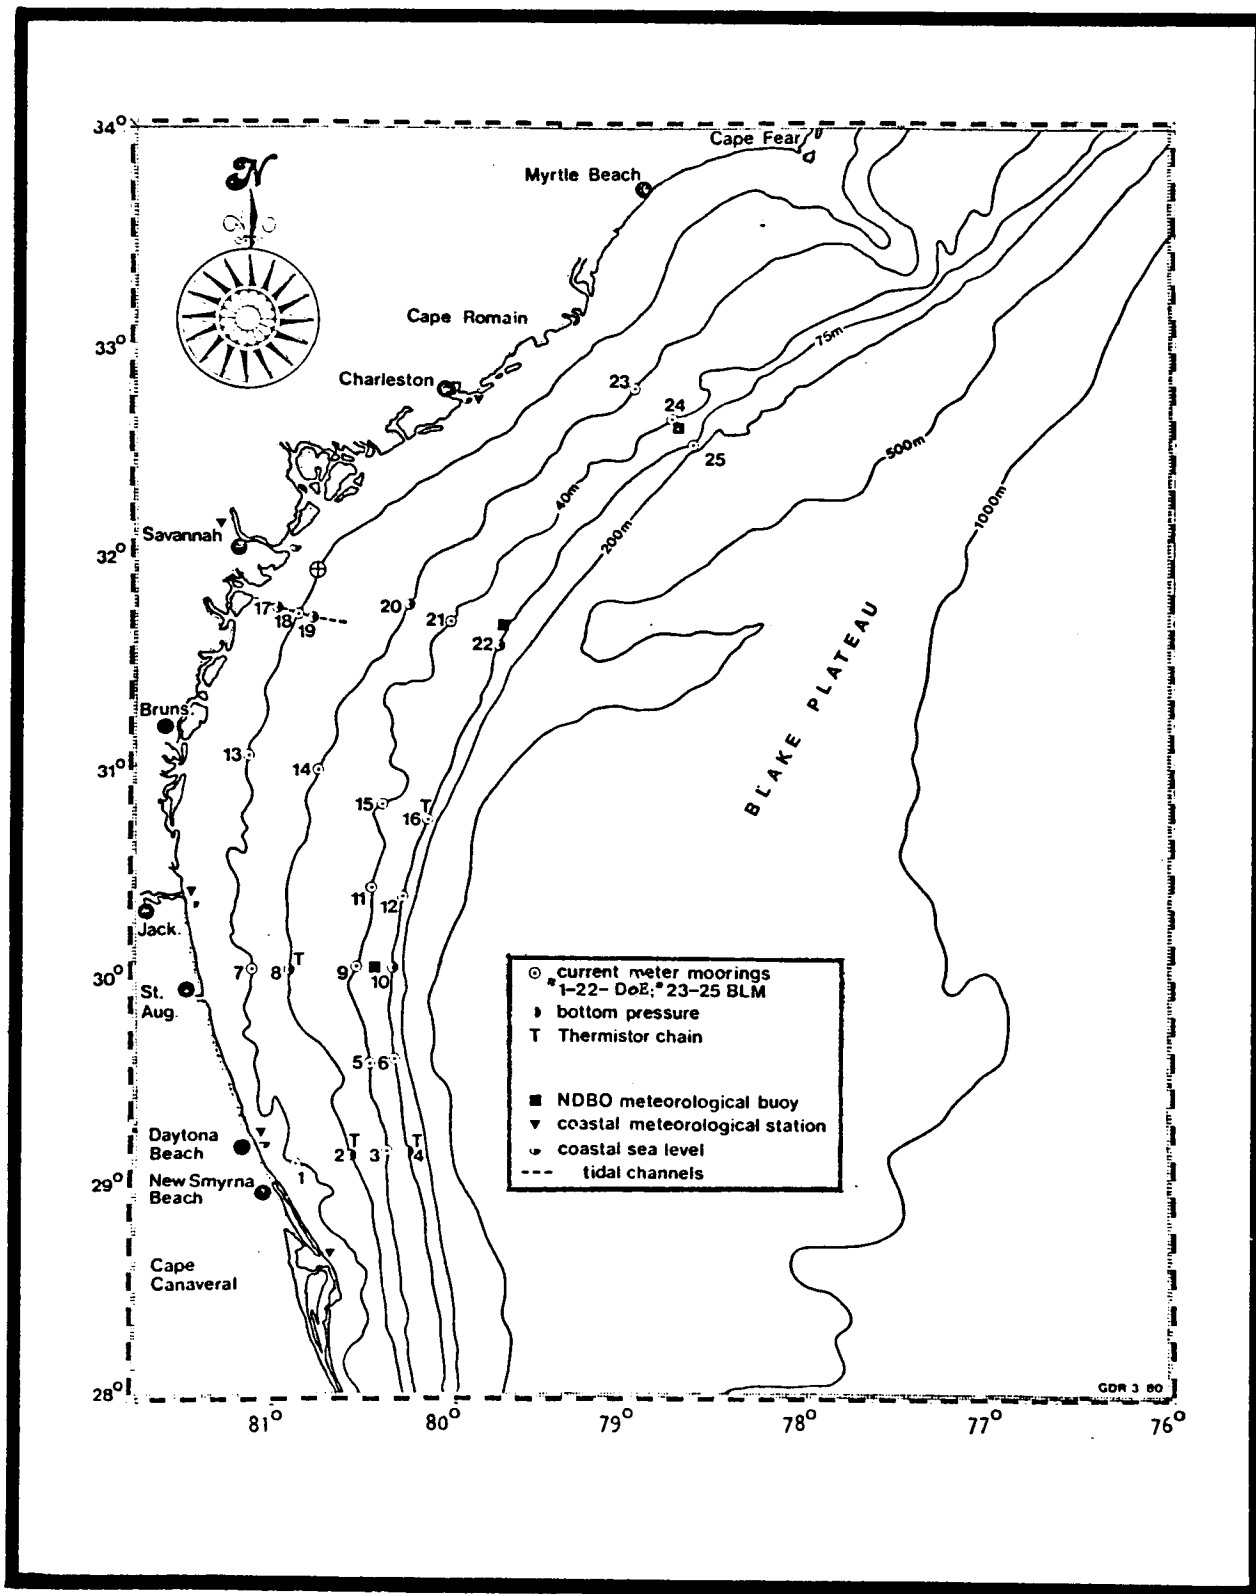 34°
Cape Fear
N
Myrtle Beach
Cape Romain
33°
75m
Charleston
23
24
500m
25
40m
1000m
200m
Savannah
32°
17
18
19
20
21
22
BLAKE PLATEAU
Bruns.
13
14
31°
15
T
16
11
12
Jack.
7
8
T
9
10
30°
St.
Aug.
current meter moorings
*1-22- DOE;*23-25 BLM
bottom pressure
T Thermistor chain
NDBO meteorological buoy
coastal meteorological station
coastal sea level
tidal channels
5
6
Daytona
Beach
T
2
3
T
4
1
29°
New Smyrna
Beach
Cape
Canaveral
28°
GDR 3 80
81°
80°
79°
78°
77°
76°